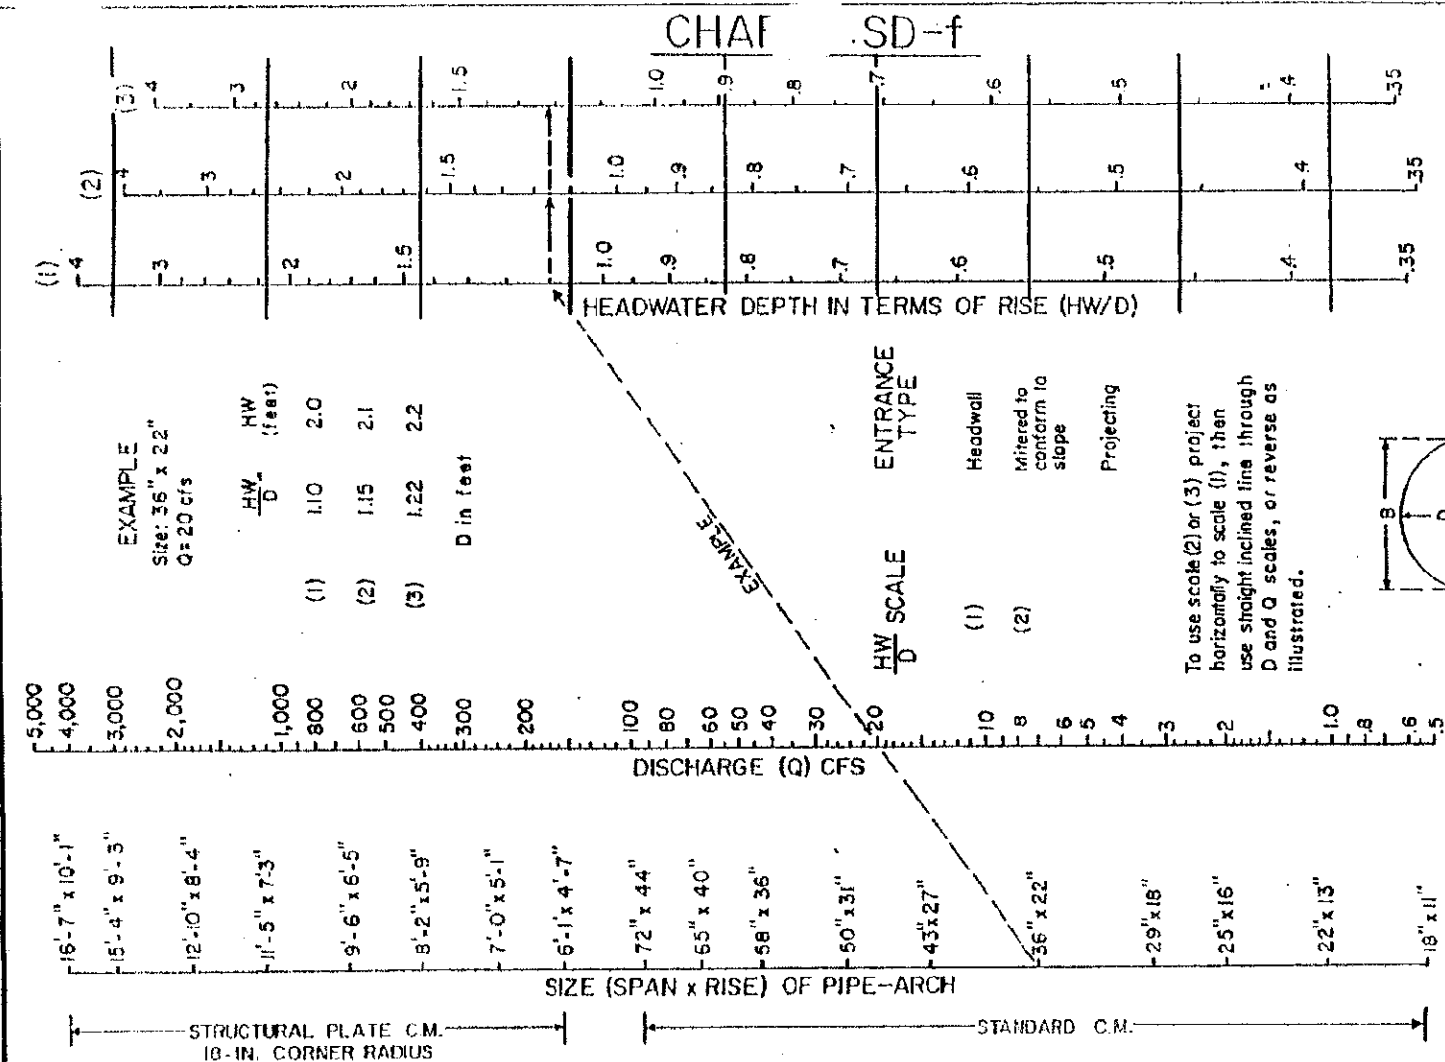 CHAF .SD-f
(3)
4
3
2
1.5
1.0
.9
.8
.7
.6
.5
.4
.35
(2)
4
3
2
1.5
1.0
.9
.8
.7
.6
.5
.4
.35
(1)
4
3
2
1.5
1.0
.9
.8
.7
.6
.5
.4
.35
HEADWATER DEPTH IN TERMS OF RISE (HW/D)
EXAMPLE
Size: 36" x 22"
Q=20 cfs
HW/D HW (feet)
(1) 1.10 2.0
(2) 1.15 2.1
(3) 1.22 2.2
D in feet
EXAMPLE
HW/D SCALE ENTRANCE TYPE
(1) Headwall
(2) Mitered to conform to slope
Projecting
To use scale (2) or (3) project
horizontally to scale (1), then
use straight inclined line through
D and Q scales, or reverse as
illustrated.
B
D
5,000
4,000
3,000
2,000
1,000
800
600
500
400
300
200
100
80
60
50
40
30
20
10
8
6
5
4
3
2
1.0
.8
.6
.5
DISCHARGE (Q) CFS
16'-7" x 10'-1"
15'-4" x 9'-3"
12'-10" x 8'-4"
11'-5" x 7'-3"
9'-6" x 6'-5"
8'-2" x 5'-9"
7'-0" x 5'-1"
6'-1" x 4'-7"
72" x 44"
65" x 40"
58" x 36"
50" x 31"
43" x 27"
36" x 22"
29" x 18"
25" x 16"
22" x 13"
18" x 11"
SIZE (SPAN x RISE) OF PIPE-ARCH
STRUCTURAL PLATE C.M.
18-IN. CORNER RADIUS
STANDARD C.M.